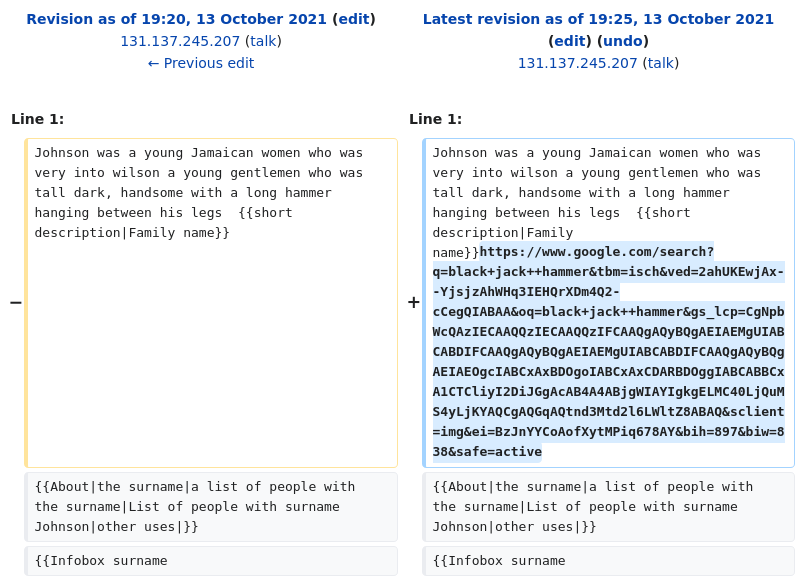 Revision as of 19:20, 13 October 2021 (edit)
131.137.245.207 (talk)
← Previous edit
Latest revision as of 19:25, 13 October 2021
(edit) (undo)
131.137.245.207 (talk)
Line 1:
Line 1:
−
Johnson was a young Jamaican women who was
very into wilson a young gentlemen who was
tall dark, handsome with a long hammer
hanging between his legs  {{short
description|Family name}}
+
Johnson was a young Jamaican women who was
very into wilson a young gentlemen who was
tall dark, handsome with a long hammer
hanging between his legs  {{short
description|Family
name}}https://www.google.com/search?
q=black+jack++hammer&tbm=isch&ved=2ahUKEwjAx-
-YjsjzAhWHq3IEHQrXDm4Q2-
cCegQIABAA&oq=black+jack++hammer&gs_lcp=CgNpb
WcQAzIECAAQQzIECAAQQzIFCAAQgAQyBQgAEIAEMgUIAB
CABDIFCAAQgAQyBQgAEIAEMgUIABCABDIFCAAQgAQyBQg
AEIAEOgcIABCxAxBDOgoIABCxAxCDARBDOggIABCABBCx
A1CTCliyI2DiJGgAcAB4A4ABjgWIAYIgkgELMC40LjQuM
S4yLjKYAQCgAQGqAQtnd3Mtd2l6LWltZ8ABAQ&sclient
=img&ei=BzJnYYCoAofXytMPiq678AY&bih=897&biw=8
38&safe=active
{{About|the surname|a list of people with
the surname|List of people with surname
Johnson|other uses|}}
{{About|the surname|a list of people with
the surname|List of people with surname
Johnson|other uses|}}
{{Infobox surname
{{Infobox surname